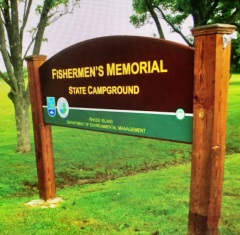 FISHERMEN'S MEMORIAL
STATE CAMPGROUND
RHODE ISLAND
DEPARTMENT OF ENVIRONMENTAL MANAGEMENT